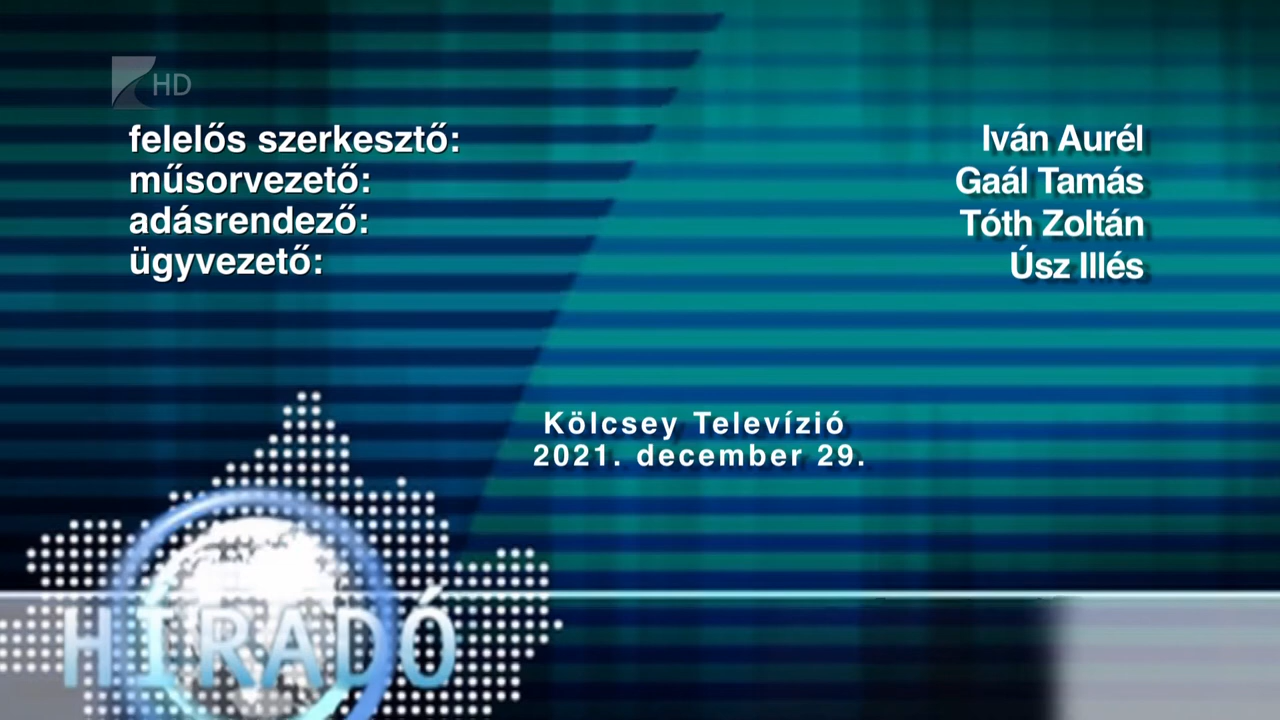 HD
felelős szerkesztő: Iván Aurél
műsorvezető: Gaál Tamás
adásrendező: Tóth Zoltán
ügyvezető: Úsz Illés
Kölcsey Televízió
2021. december 29.
HÍRADÓ